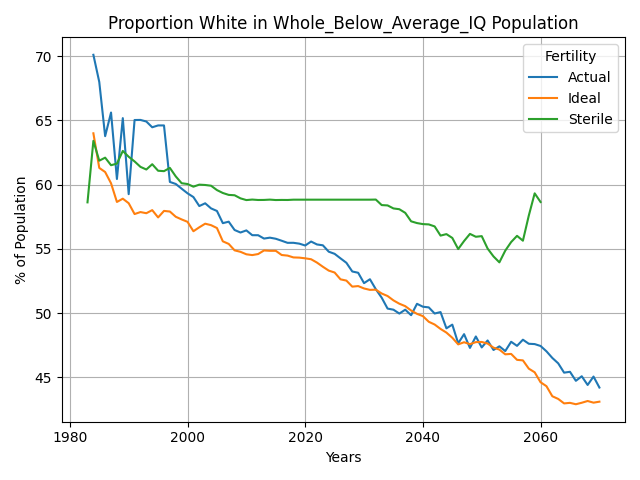 Proportion White in Whole_Below_Average_IQ Population
Fertility
Actual
Ideal
Sterile
% of Population
70
65
60
55
50
45
1980
2000
2020
2040
2060
Years